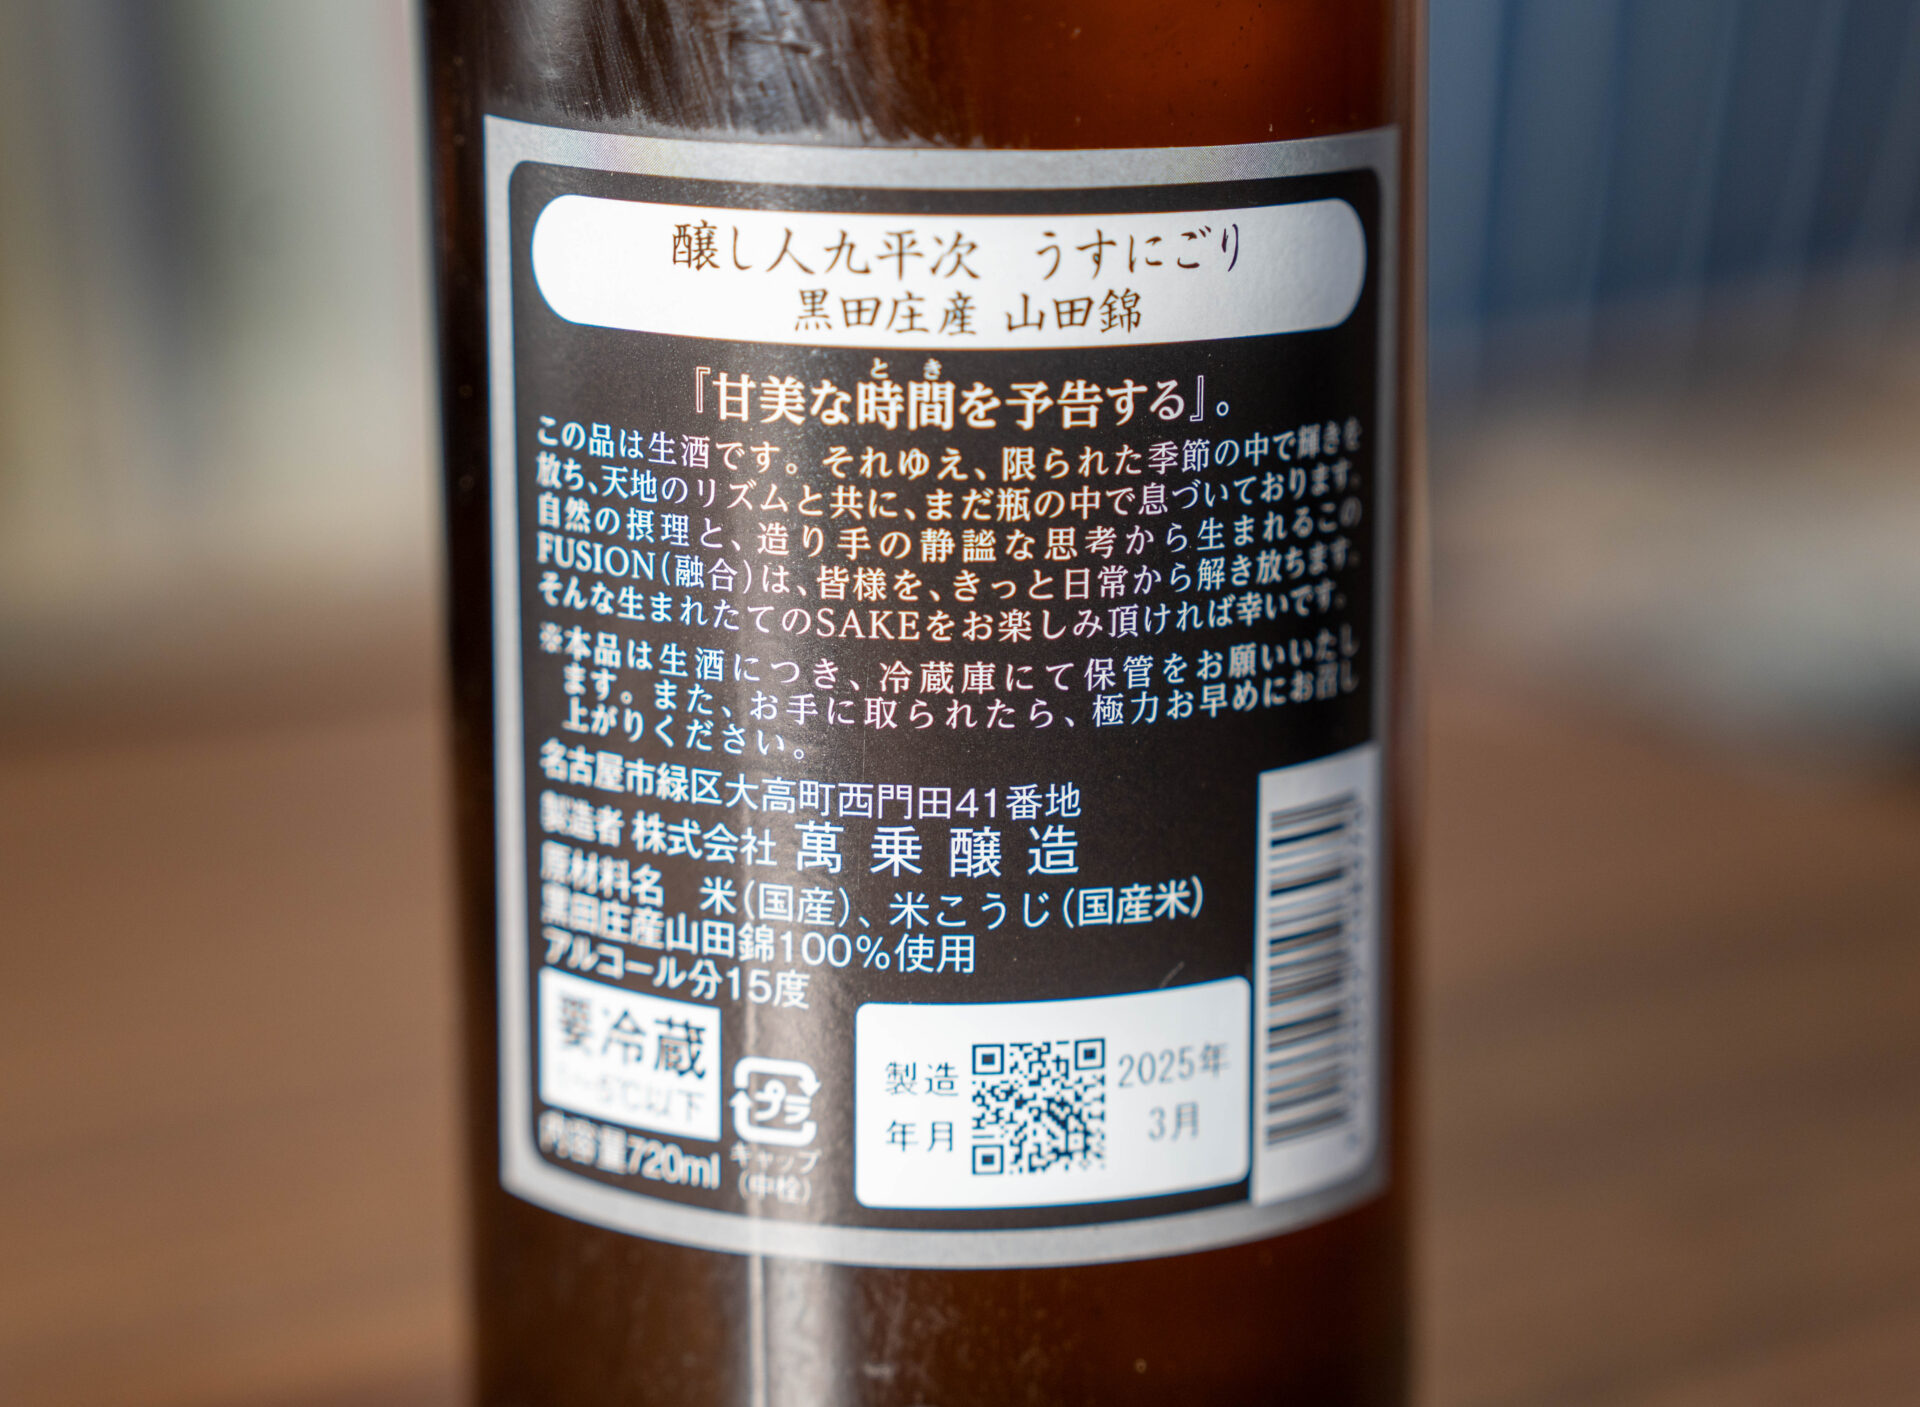 醸し人九平次　うすにごり
黒田庄産 山田錦
とき
『甘美な時間を予告する』。
この品は生酒です。それゆえ、限られた季節の中で輝きを
放ち、天地のリズムと共に、まだ瓶の中で息づいております。
自然の摂理と、造り手の静謐な思考から生まれるこの
FUSION(融合)は、皆様を、きっと日常から解き放ちます。
そんな生まれたてのSAKEをお楽しみ頂ければ幸いです。
※本品は生酒につき、冷蔵庫にて保管をお願いいたし
ます。また、お手に取られたら、極力お早めにお召し
上がりください。
名古屋市緑区大高町西門田41番地
製造者 株式会社 萬乗醸造
原材料名　米(国産)、米こうじ(国産米)
黒田庄産山田錦100%使用
アルコール分15度
要冷蔵
5℃以下
内容量720ml
プラ
キャップ
(中栓)
製造
年月
2025年
3月